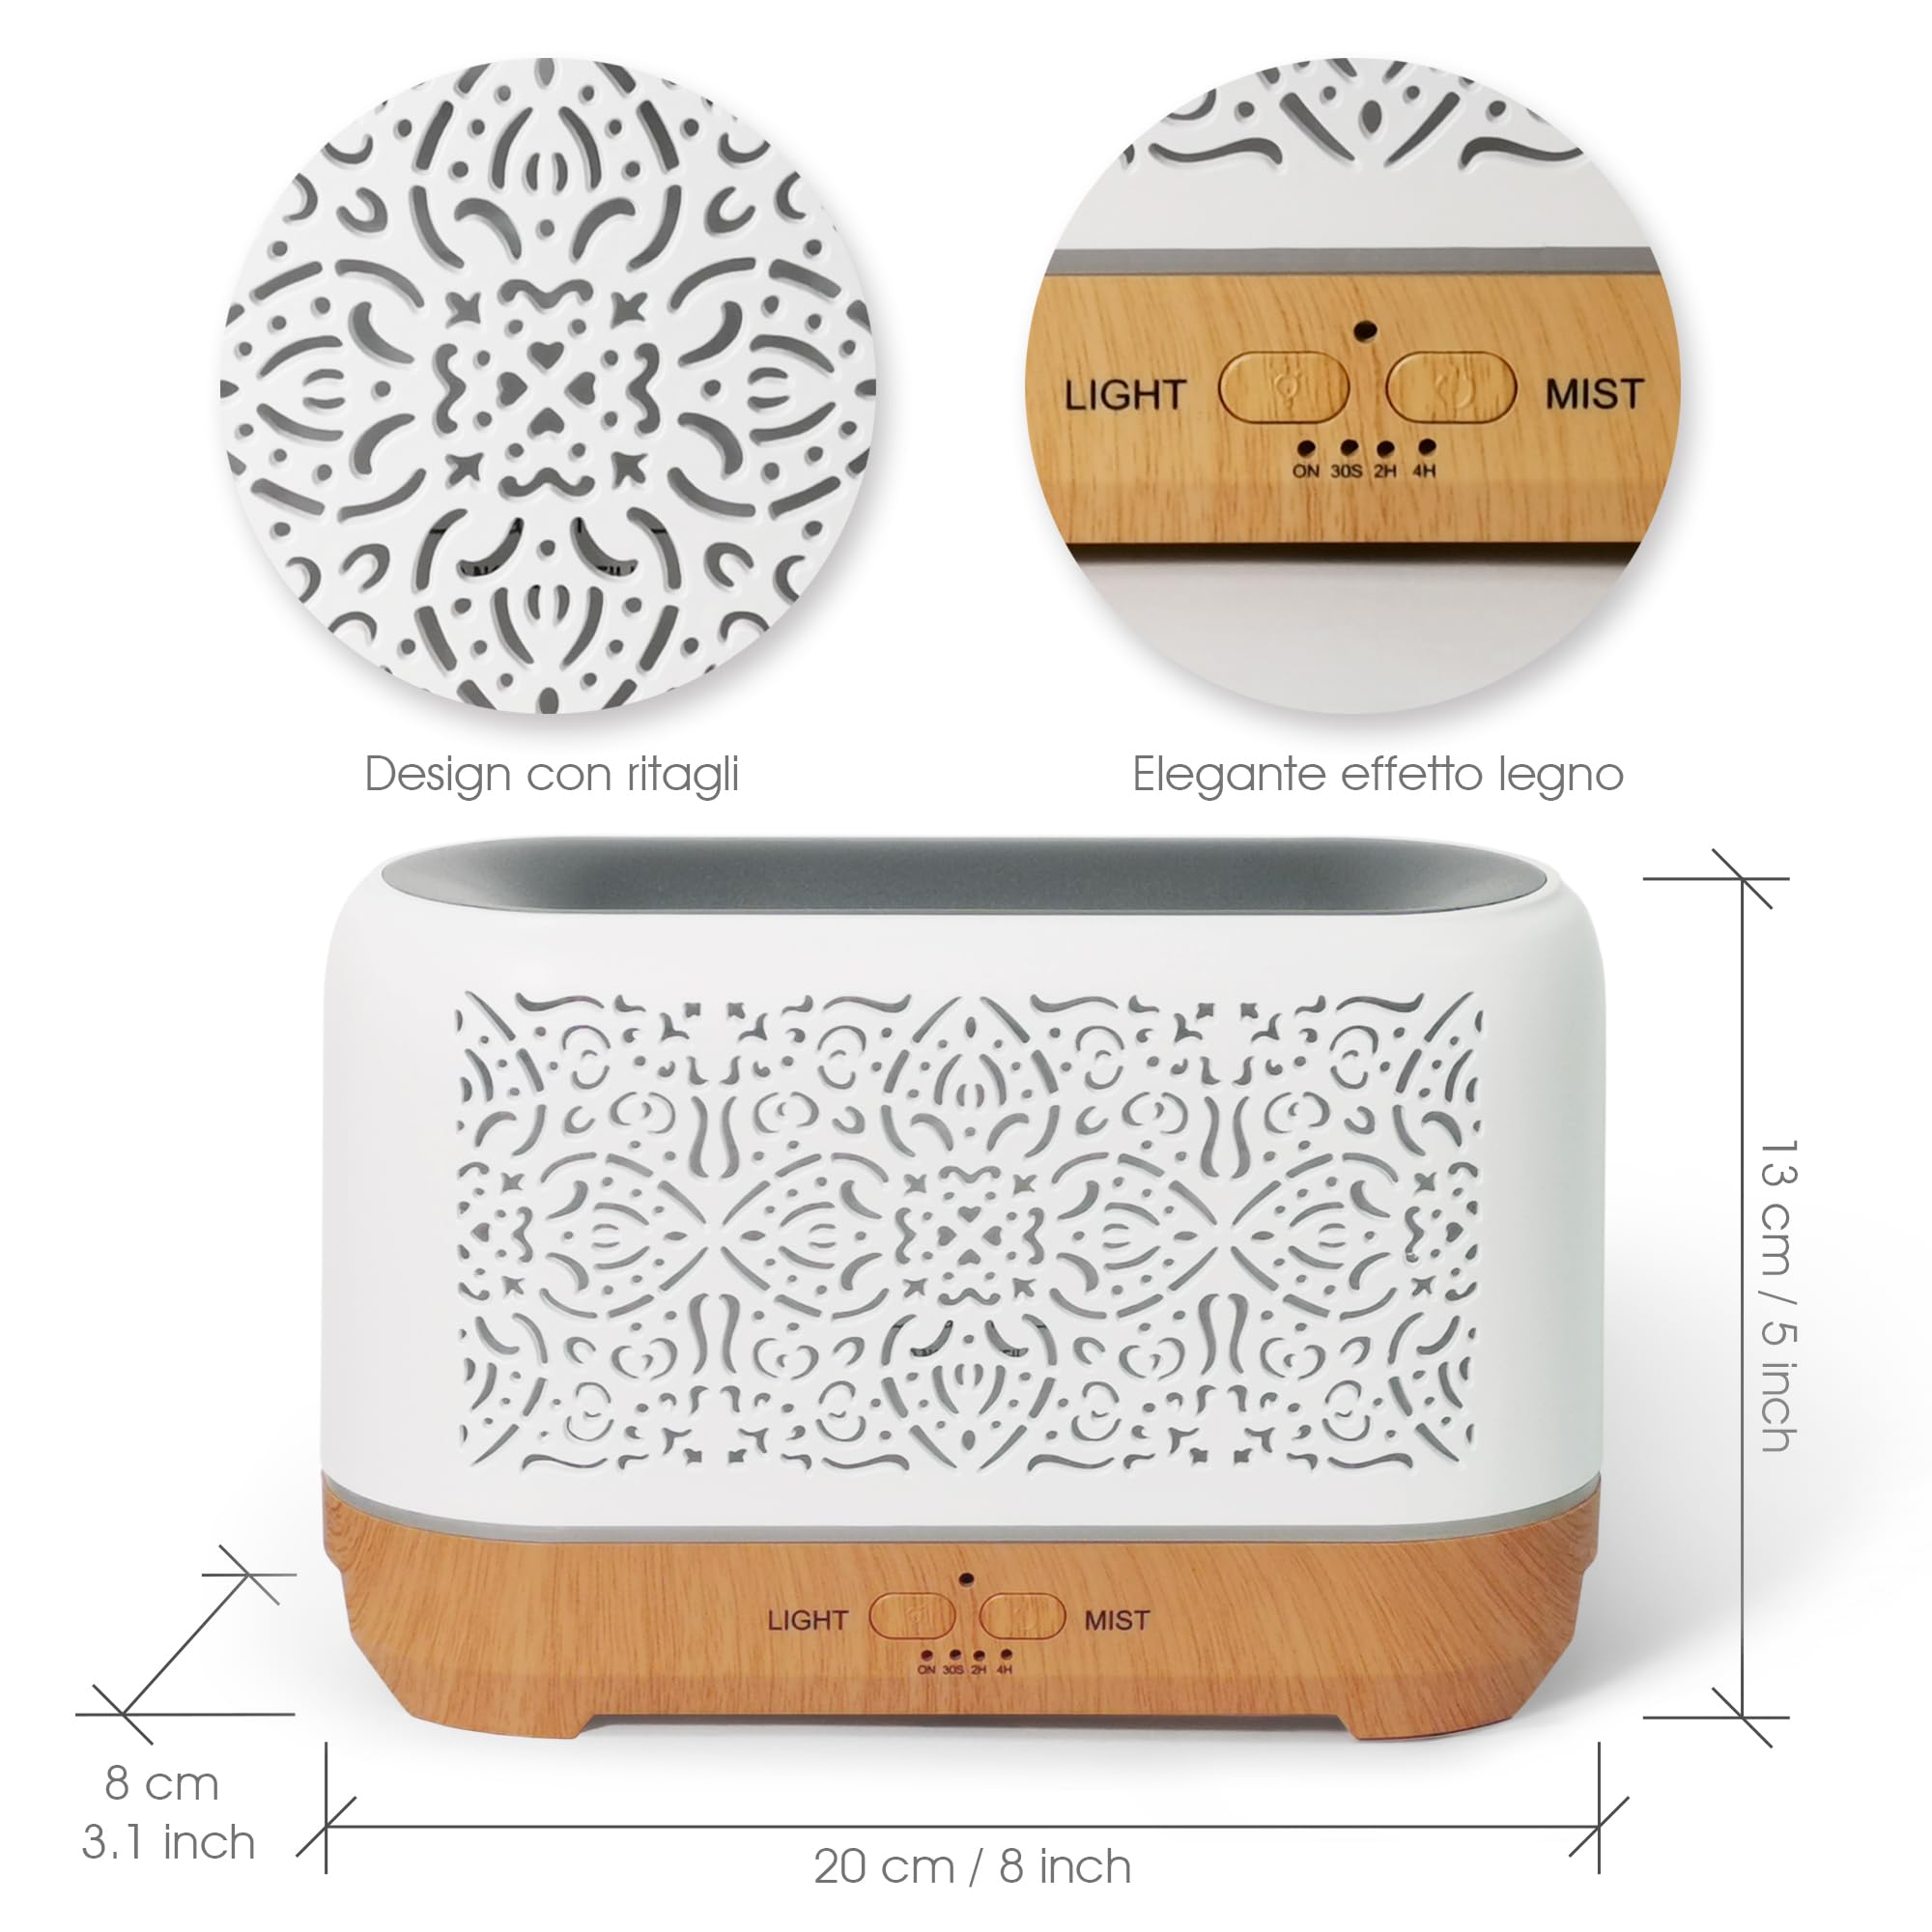 Design con ritagli
Elegante effetto legno
LIGHT
MIST
ON 30S 2H 4H
13 cm / 5 inch
LIGHT
MIST
ON 30S 2H 4H
8 cm
3.1 inch
20 cm / 8 inch